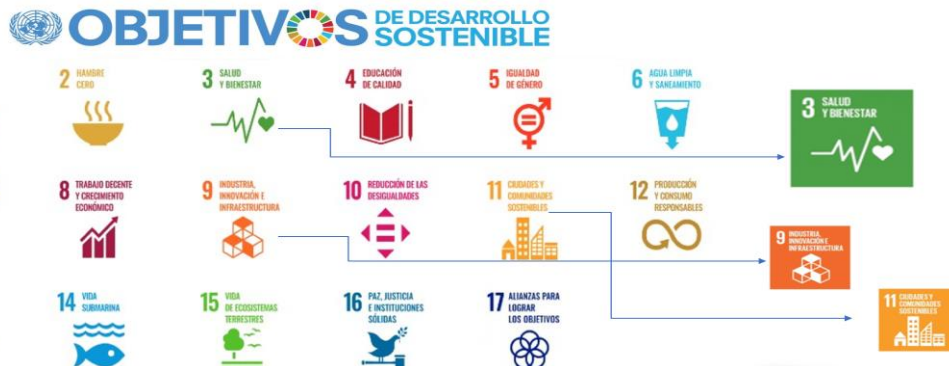 OBJETIVOS DE DESARROLLO
SOSTENIBLE
2 HAMBRE
CERO
3 SALUD
Y BIENESTAR
4 EDUCACIÓN
DE CALIDAD
5 IGUALDAD
DE GÉNERO
6 AGUA LIMPIA
Y SANEAMIENTO
3 SALUD
Y BIENESTAR
8 TRABAJO DECENTE
Y CRECIMIENTO
ECONÓMICO
9 INDUSTRIA,
INNOVACIÓN E
INFRAESTRUCTURA
10 REDUCCIÓN DE LAS
DESIGUALDADES
11 CIUDADES Y
COMUNIDADES
SOSTENIBLES
12 PRODUCCIÓN
Y CONSUMO
RESPONSABLES
9 INDUSTRIA,
INNOVACIÓN E
INFRAESTRUCTURA
14 VIDA
SUBMARINA
15 VIDA
DE ECOSISTEMAS
TERRESTRES
16 PAZ, JUSTICIA
E INSTITUCIONES
SÓLIDAS
17 ALIANZAS PARA
LOGRAR
LOS OBJETIVOS
11 CIUDADES Y
COMUNIDADES
SOSTENIBLES